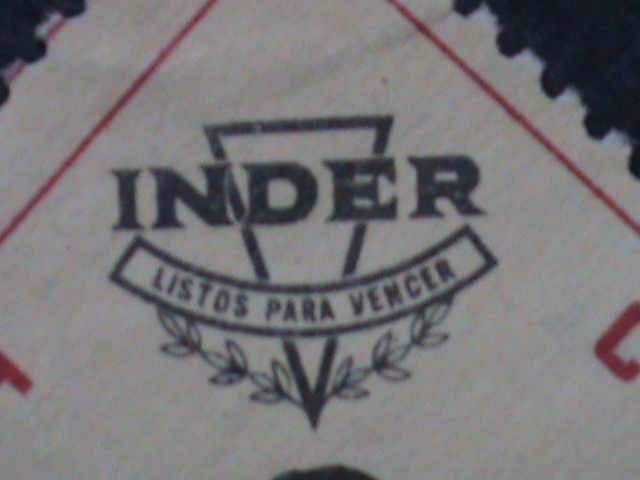 INDER
LISTOS PARA VENCER